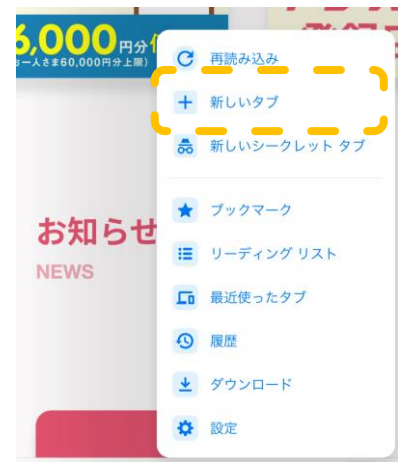 6,000円分
お一人さま60,000円分上限)
再読み込み
新しいタブ
新しいシークレット タブ
お知らせ
NEWS
ブックマーク
リーディング リスト
最近使ったタブ
履歴
ダウンロード
設定